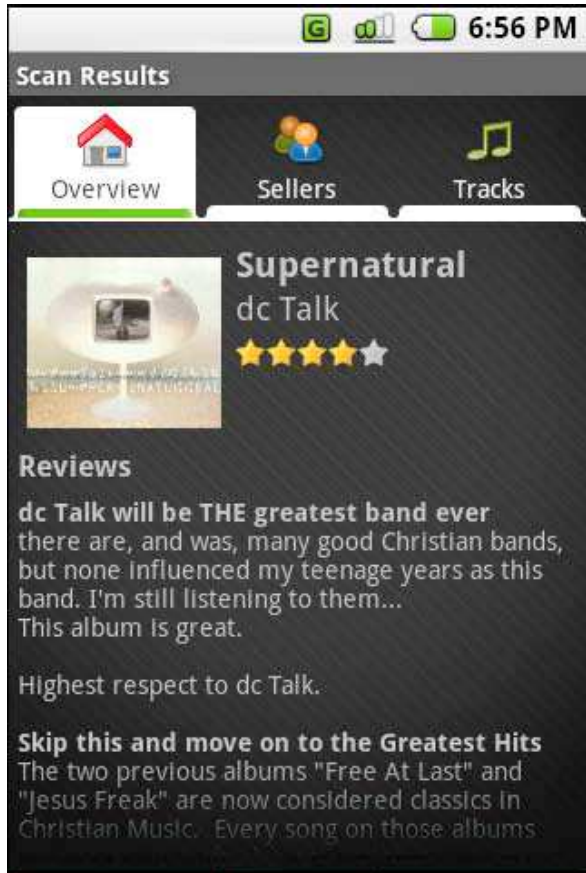 G 6:56 PM
Scan Results
Overview Sellers Tracks
Supernatural
dc Talk
Reviews
dc Talk will be THE greatest band ever
there are, and was, many good Christian bands,
but none influenced my teenage years as this
band. I'm still listening to them...
This album is great.
Highest respect to dc Talk.
Skip this and move on to the Greatest Hits
The two previous albums "Free At Last" and
"Jesus Freak" are now considered classics in
Christian Music. Every song on those albums